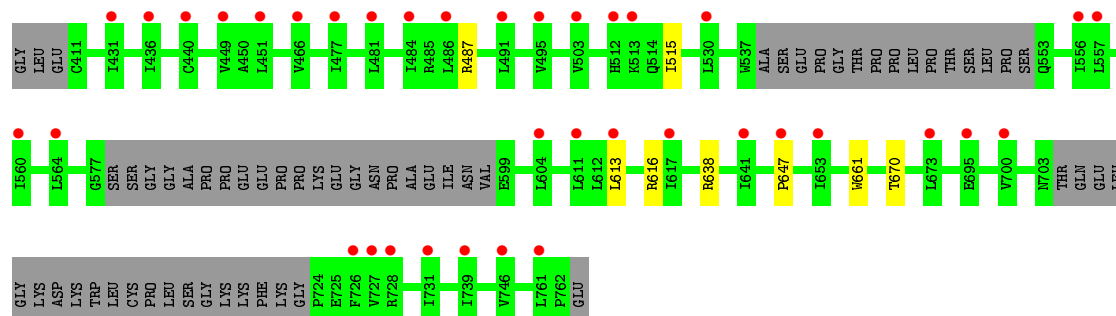 GLY LEU GLU C411 I431 I436 C440 V449 A450 L451 V466 I477 L481 I484 R485 L486 R487 L491 V495 V503 H512 K513 Q514 I515 L530 W537 ALA SER GLU PRO GLY THR PRO PRO LEU PRO THR SER LEU PRO SER Q553 I556 L557
I560 L564 G577 SER SER GLY GLY ALA PRO PRO GLU GLU PRO PRO LYS GLU GLY ASN PRO ALA GLU ILE ASN VAL E599 L604 L611 L612 L613 R616 I617 R638 I641 P647 I653 W661 T670 L673 E695 V700 N703 THR GLN GLU LEU
GLY LYS ASP LYS TRP LEU CYS PRO LEU SER GLY LYS LYS PHE LYS GLY P724 E725 F726 V727 R728 I731 I739 V746 L761 P762 GLU